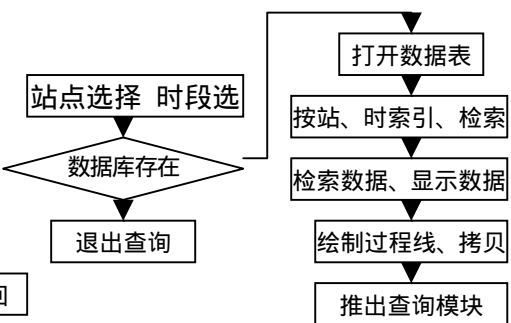 站点选择 时段选
数据库存在
退出查询
回
打开数据表
按站、时索引、检索
检索数据、显示数据
绘制过程线、拷贝
推出查询模块